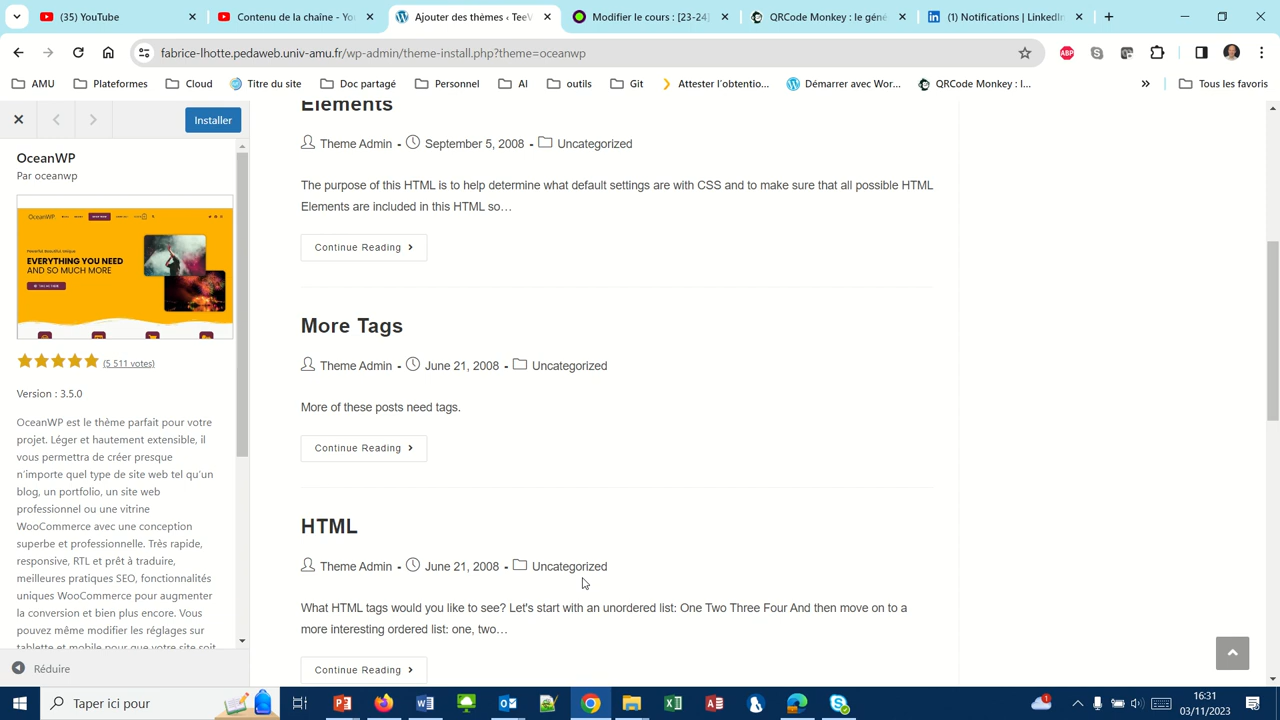 (35) YouTube
Contenu de la chaîne - Yo
Ajouter des thèmes ‹ TeeV
Modifier le cours : [23-24]
QRCode Monkey : le géné
(1) Notifications | LinkedIn
fabrice-lhotte.pedaweb.univ-amu.fr/wp-admin/theme-install.php?theme=oceanwp
AMU
Plateformes
Cloud
Titre du site
Doc partagé
Personnel
AI
outils
Git
Attester l'obtentio...
Démarrer avec Wor...
QRCode Monkey : l...
»
Tous les favoris
Installer
OceanWP
Par oceanwp
OceanWP
EVERYTHING YOU NEED
AND SO MUCH MORE
(5 511 votes)
Version : 3.5.0
OceanWP est le thème parfait pour votre
projet. Léger et hautement extensible, il
vous permettra de créer presque
n'importe quel type de site web tel qu'un
blog, un portfolio, un site web
professionnel ou une vitrine
WooCommerce avec une conception
superbe et professionnelle. Très rapide,
responsive, RTL et prêt à traduire,
meilleures pratiques SEO, fonctionnalités
uniques WooCommerce pour augmenter
la conversion et bien plus encore. Vous
pouvez même modifier les réglages sur
tablette et mobile pour que votre site soit
Réduire
Elements
Theme Admin - September 5, 2008 - Uncategorized
The purpose of this HTML is to help determine what default settings are with CSS and to make sure that all possible HTML
Elements are included in this HTML so…
Continue Reading
More Tags
Theme Admin - June 21, 2008 - Uncategorized
More of these posts need tags.
Continue Reading
HTML
Theme Admin - June 21, 2008 - Uncategorized
What HTML tags would you like to see? Let's start with an unordered list: One Two Three Four And then move on to a
more interesting ordered list: one, two…
Continue Reading
Taper ici pour
16:31
03/11/2023